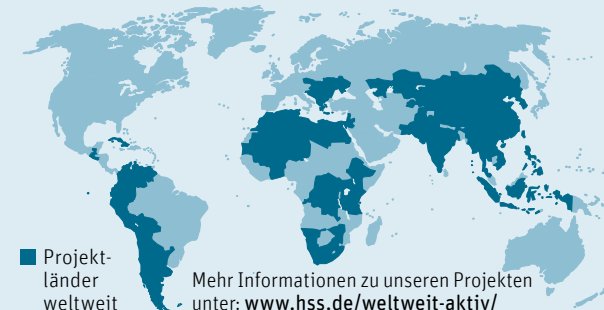 Projekt-
länder
weltweit
Mehr Informationen zu unseren Projekten
unter: www.hss.de/weltweit-aktiv/